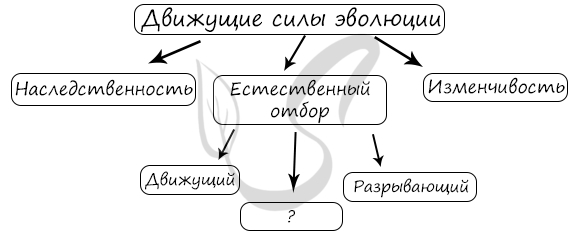 Движущие силы эволюции
Наследственность
Естественный
отбор
Изменчивость
Движущий
?
Разрывающий